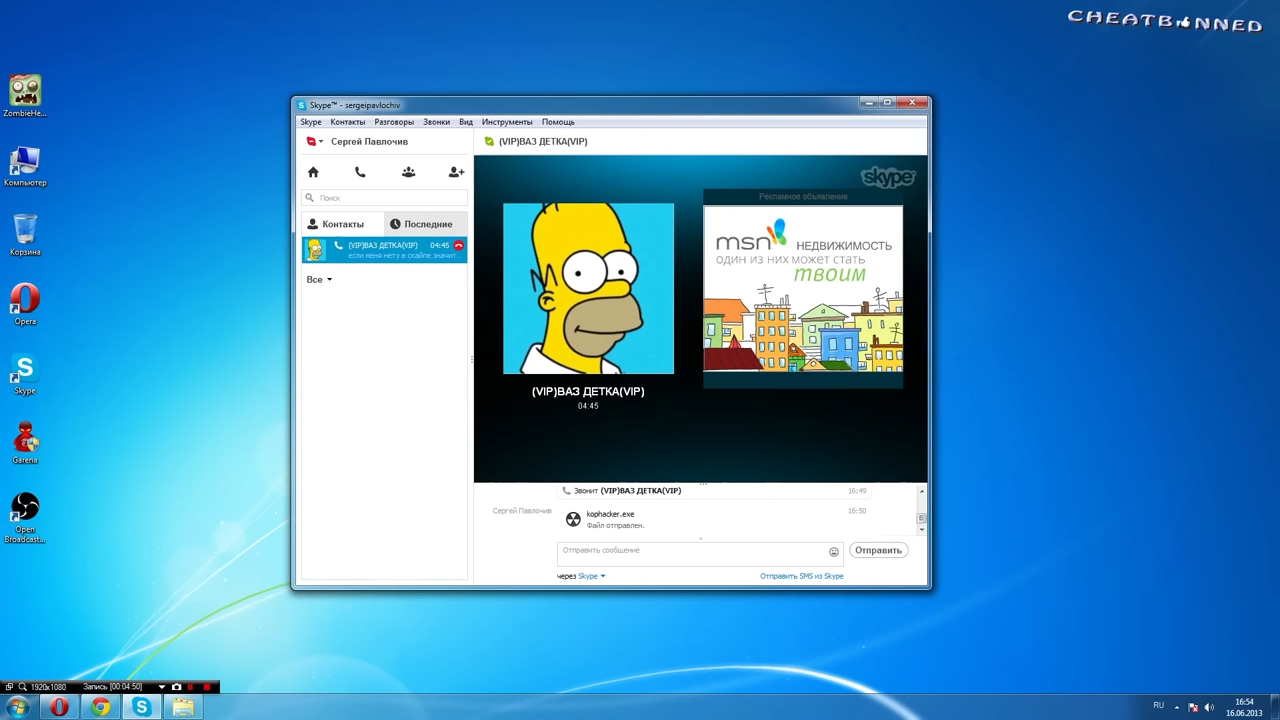 CHEATBANNED
ZombieHe...
Компьютер
Корзина
Opera
Skype
Garena
Open
Broadcast...
Skype™ - sergeipavlochiv
Skype Контакты Разговоры Звонки Вид Инструменты Помощь
Сергей Павлочив
(VIP)ВАЗ ДЕТКА(VIP)
Поиск
Контакты
Последние
(VIP)ВАЗ ДЕТКА(VIP) 04:45
если меня нету в скайпе значит...
Все
skype
Рекламное объявление
msn НЕДВИЖИМОСТЬ
ОДИН ИЗ НИХ МОЖЕТ СТАТЬ
твоим
(VIP)ВАЗ ДЕТКА(VIP)
04:45
Звонит (VIP)ВАЗ ДЕТКА(VIP) 16:49
Сергей Павлочив
kophacker.exe
16:50
Файл отправлен.
Отправить сообщение
Отправить
через Skype
Отправить SMS из Skype
1920x1080 Запись [00:04:50]
RU
16:54
16.06.2013